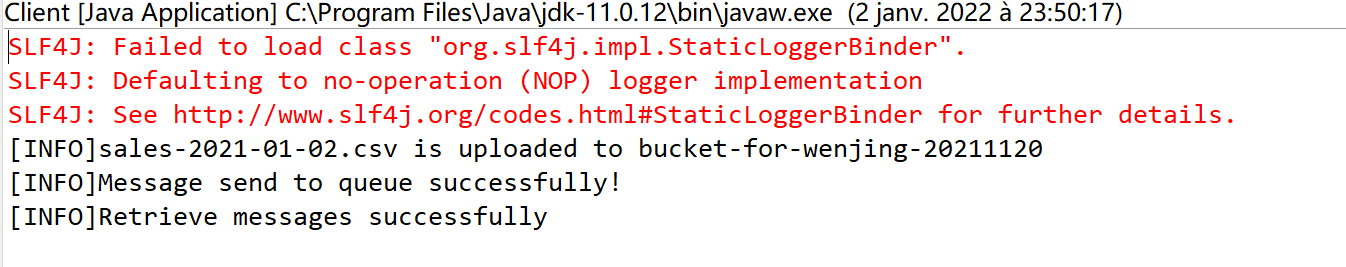 Client [Java Application] C:\Program Files\Java\jdk-11.0.12\bin\javaw.exe (2 janv. 2022 à 23:50:17)
SLF4J: Failed to load class "org.slf4j.impl.StaticLoggerBinder".
SLF4J: Defaulting to no-operation (NOP) logger implementation
SLF4J: See http://www.slf4j.org/codes.html#StaticLoggerBinder for further details.
[INFO]sales-2021-01-02.csv is uploaded to bucket-for-wenjing-20211120
[INFO]Message send to queue successfully!
[INFO]Retrieve messages successfully